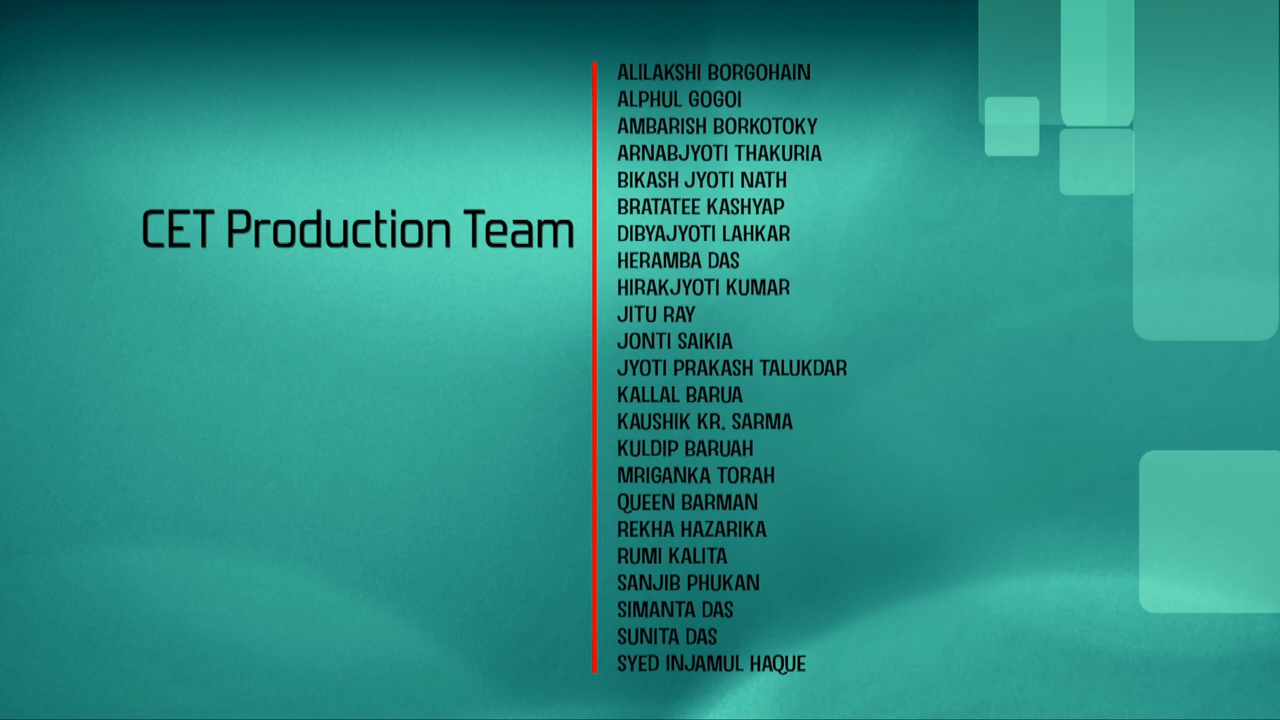 CET Production Team
ALILAKSHI BORGOHAIN
ALPHUL GOGOI
AMBARISH BORKOTOKY
ARNABJYOTI THAKURIA
BIKASH JYOTI NATH
BRATATEE KASHYAP
DIBYAJYOTI LAHKAR
HERAMBA DAS
HIRAKJYOTI KUMAR
JITU RAY
JONTI SAIKIA
JYOTI PRAKASH TALUKDAR
KALLAL BARUA
KAUSHIK KR. SARMA
KULDIP BARUAH
MRIGANKA TORAH
QUEEN BARMAN
REKHA HAZARIKA
RUMI KALITA
SANJIB PHUKAN
SIMANTA DAS
SUNITA DAS
SYED INJAMUL HAQUE